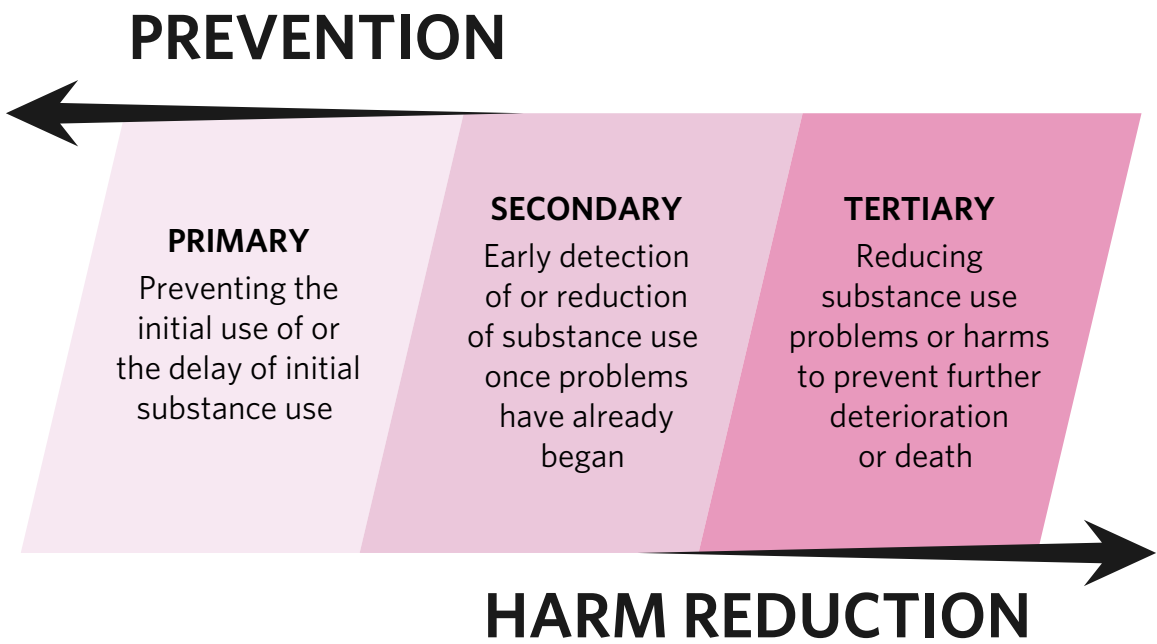 PREVENTION
PRIMARY
Preventing the
initial use of or
the delay of initial
substance use
SECONDARY
Early detection
of or reduction
of substance use
once problems
have already
began
TERTIARY
Reducing
substance use
problems or harms
to prevent further
deterioration
or death
HARM REDUCTION